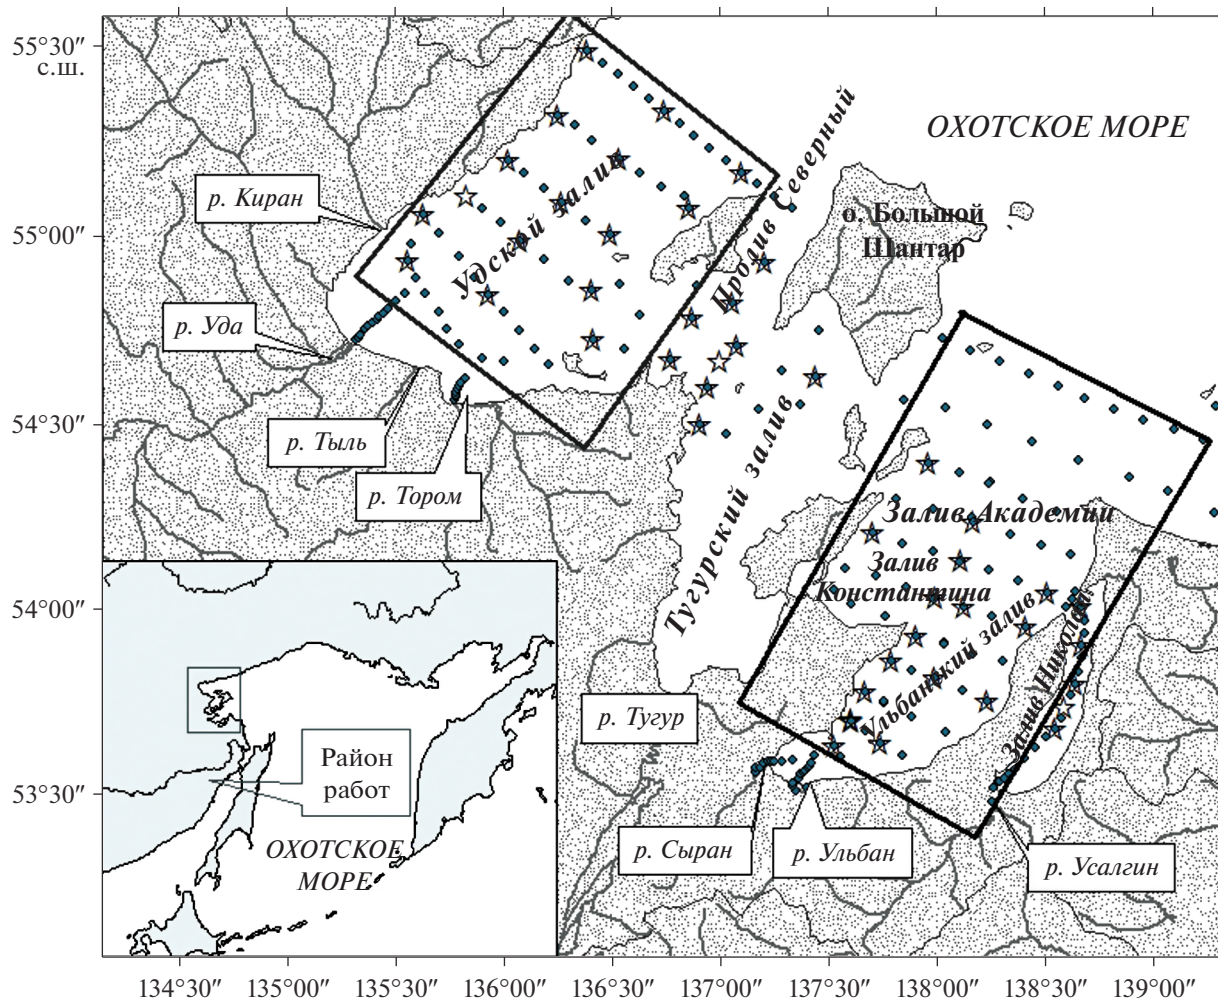 55°30″
с.ш.
55°00″
54°30″
54°00″
53°30″
ОХОТСКОЕ МОРЕ
Пролив Северный
о. Большой
Шантар
Удской залив
р. Киран
р. Уда
р. Тыль
р. Тором
Тугурский залив
Залив Академии
Залив
Константина
Ульбанский залив
Залив Николая
р. Тугур
р. Сыран
р. Ульбан
р. Усалгин
Район
работ
ОХОТСКОЕ
МОРЕ
134°30″ 135°00″ 135°30″ 136°00″ 136°30″ 137°00″ 137°30″ 138°00″ 138°30″ 139°00″